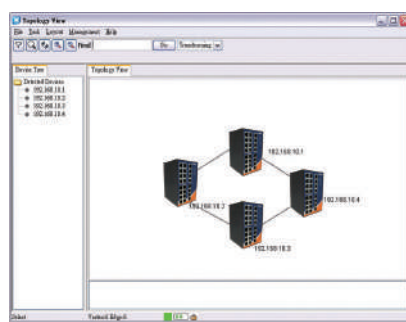 Topology View
File Tool Layout Management Help
Find
Transforming
Device Tree
Topology View
Detected Devices
192.168.10.1
192.168.10.2
192.168.10.3
192.168.10.4
192.168.10.1
192.168.10.2
192.168.10.4
192.168.10.3